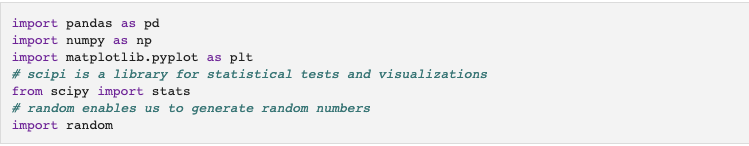 import pandas as pd
import numpy as np
import matplotlib.pyplot as plt
# scipi is a library for statistical tests and visualizations
from scipy import stats
# random enables us to generate random numbers
import random